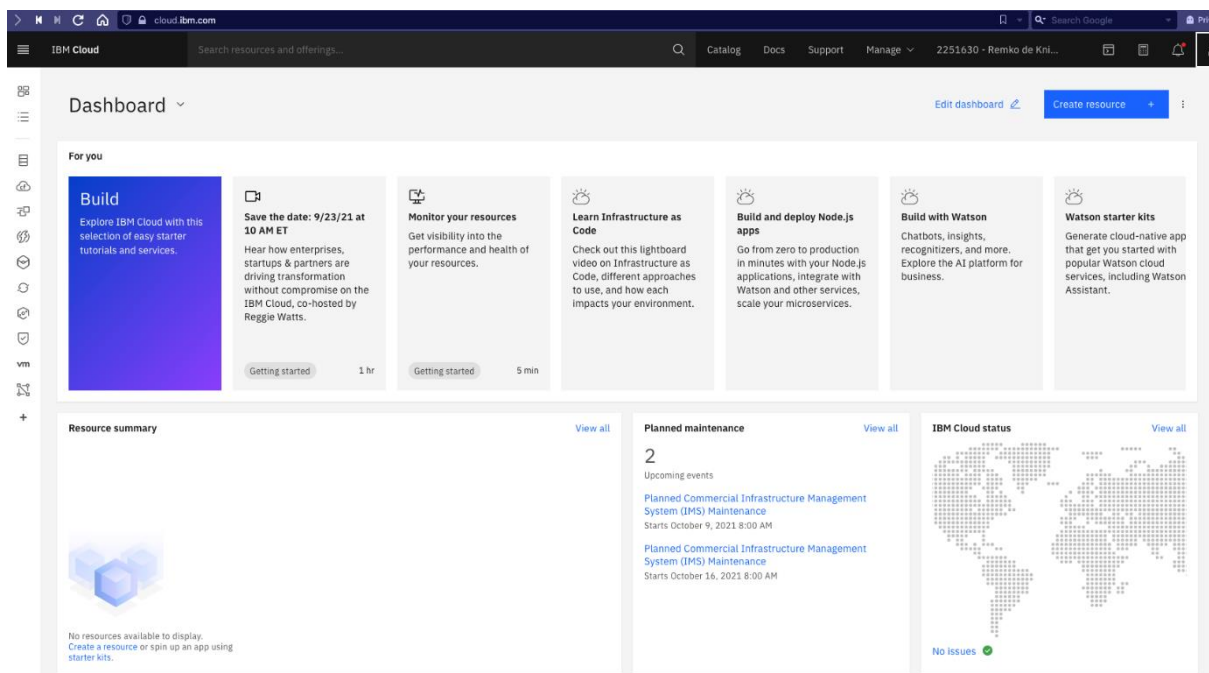 cloud.ibm.com
Search Google
Pri
IBM Cloud
Search resources and offerings...
Catalog
Docs
Support
Manage
2251630 - Remko de Kni...
Dashboard
Edit dashboard
Create resource +
For you
Build
Explore IBM Cloud with this
selection of easy starter
tutorials and services.
Save the date: 9/23/21 at
10 AM ET
Hear how enterprises,
startups & partners are
driving transformation
without compromise on the
IBM Cloud, co-hosted by
Reggie Watts.
Getting started
1 hr
Monitor your resources
Get visibility into the
performance and health of
your resources.
Getting started
5 min
Learn Infrastructure as
Code
Check out this lightboard
video on Infrastructure as
Code, different approaches
to use, and how each
impacts your environment.
Build and deploy Node.js
apps
Go from zero to production
in minutes with your Node.js
applications, integrate with
Watson and other services,
scale your microservices.
Build with Watson
Chatbots, insights,
recognitizers, and more.
Explore the AI platform for
business.
Watson starter kits
Generate cloud-native app
that get you started with
popular Watson cloud
services, including Watson
Assistant.
vm
Resource summary
View all
No resources available to display.
Create a resource or spin up an app using
starter kits.
Planned maintenance
View all
2
Upcoming events
Planned Commercial Infrastructure Management
System (IMS) Maintenance
Starts October 9, 2021 8:00 AM
Planned Commercial Infrastructure Management
System (IMS) Maintenance
Starts October 16, 2021 8:00 AM
IBM Cloud status
View all
No issues